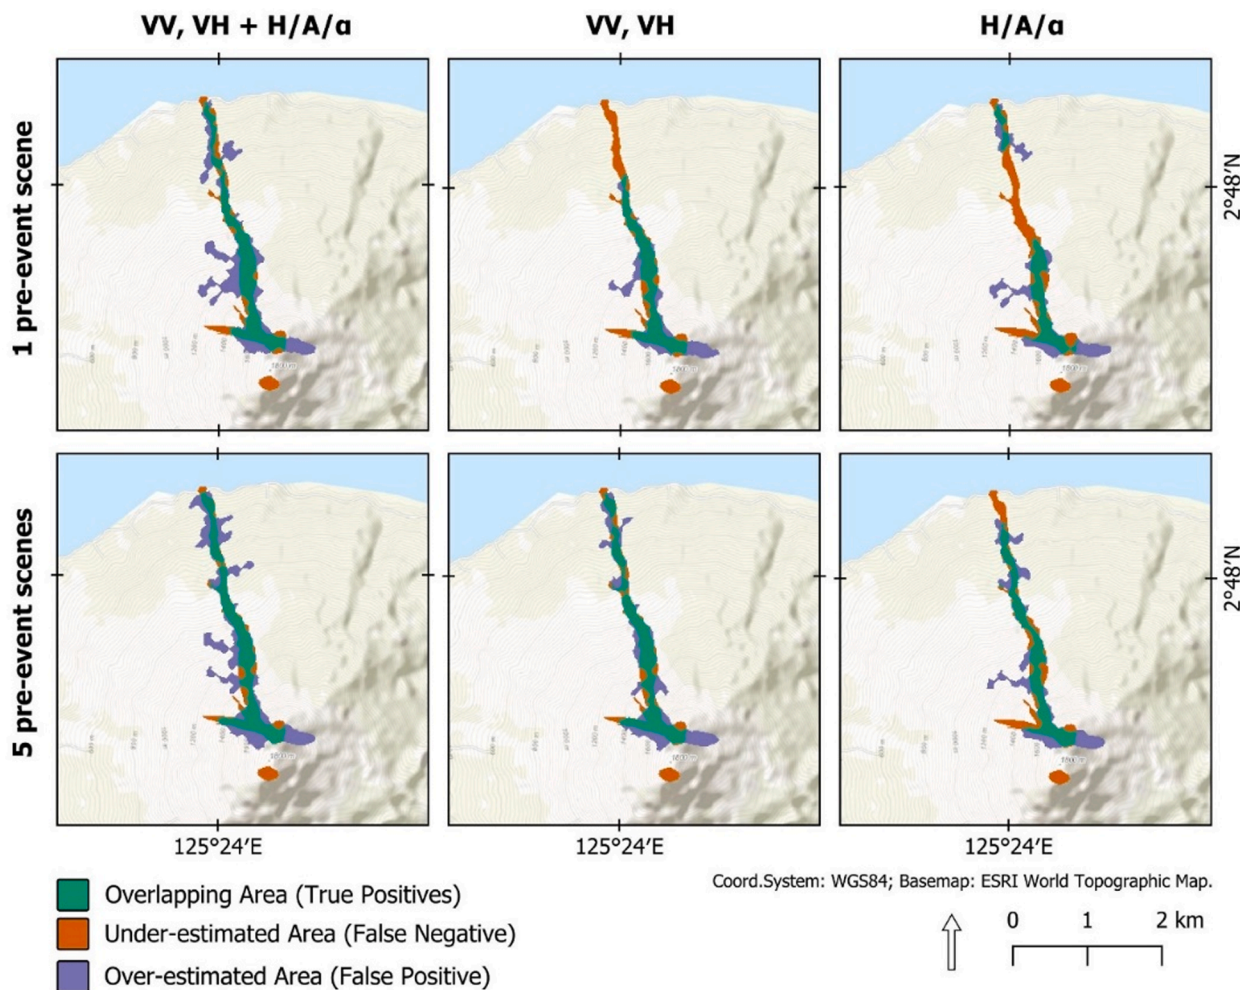 VV, VH + H/A/ɑ
VV, VH
H/A/ɑ
1 pre-event scene
2°48'N
5 pre-event scenes
2°48'N
125°24'E
125°24'E
125°24'E
Coord.System: WGS84; Basemap: ESRI World Topographic Map.
Overlapping Area (True Positives)
Under-estimated Area (False Negative)
Over-estimated Area (False Positive)
0 1 2 km